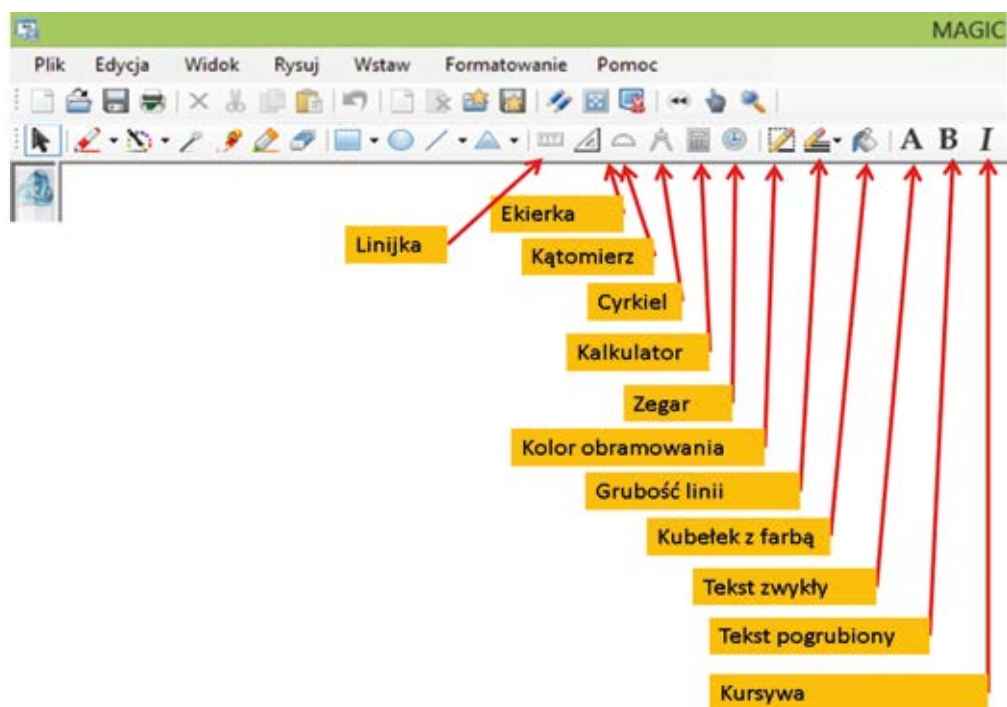 MAGIC
Plik Edycja Widok Rysuj Wstaw Formatowanie Pomoc
A B I
Ekierka
Linijka
Kątomierz
Cyrkiel
Kalkulator
Zegar
Kolor obramowania
Grubość linii
Kubełek z farbą
Tekst zwykły
Tekst pogrubiony
Kursywa